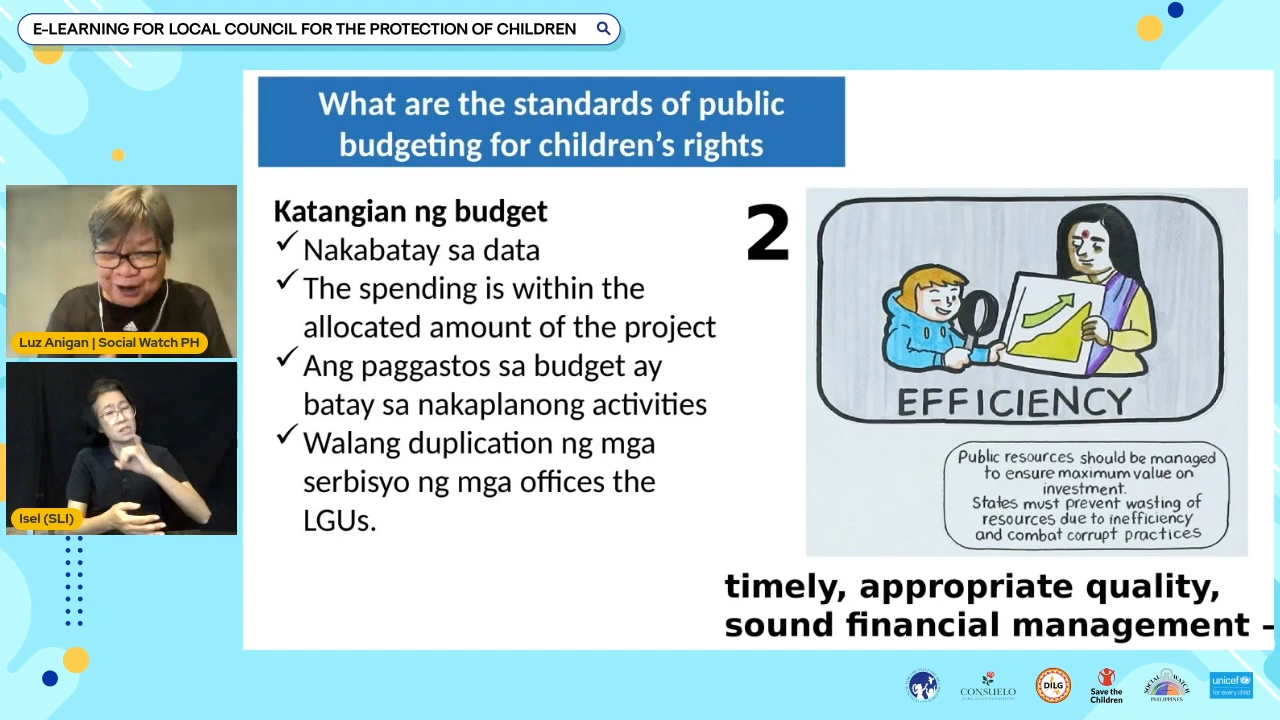 E-LEARNING FOR LOCAL COUNCIL FOR THE PROTECTION OF CHILDREN
What are the standards of public
budgeting for children's rights
Katangian ng budget
✓ Nakabatay sa data
✓ The spending is within the
allocated amount of the project
✓ Ang paggastos sa budget ay
batay sa nakaplanong activities
✓ Walang duplication ng mga
serbisyo ng mga offices the
LGUs.
2
EFFICIENCY
Public resources should be managed
to ensure maximum value on
investment.
States must prevent wasting of
resources due to inefficiency
and combat corrupt practices
timely, appropriate quality,
sound financial management -
Luz Anigan | Social Watch PH
Isel (SLI)
CONSUELO
DILG
Save the
Children
SOCIAL WATCH
PHILIPPINES
unicef
for every child